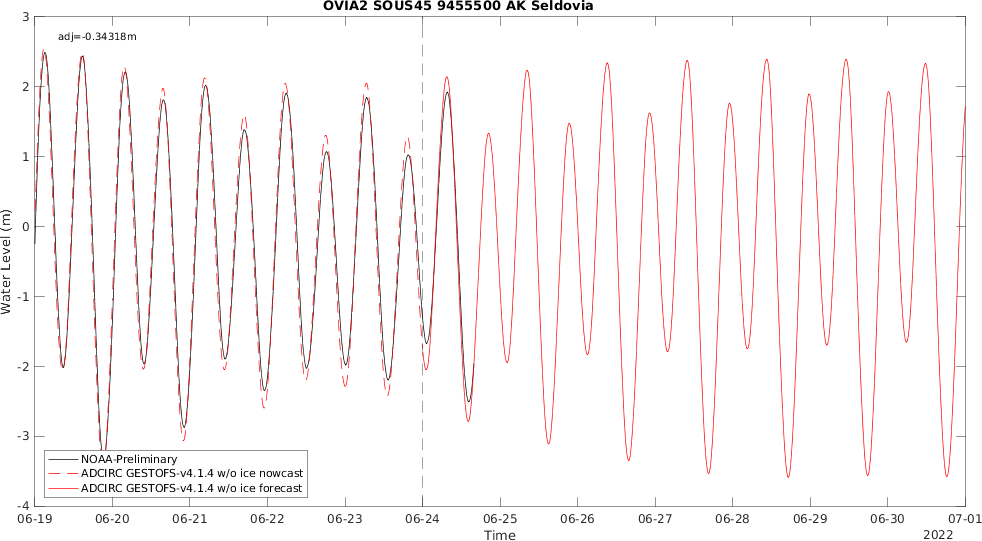 OVIA2 SOUS45 9455500 AK Seldovia
adj=-0.34318m
3
2
1
0
-1
-2
-3
-4
Water Level (m)
NOAA-Preliminary
ADCIRC GESTOFS-v4.1.4 w/o ice nowcast
ADCIRC GESTOFS-v4.1.4 w/o ice forecast
06-19 06-20 06-21 06-22 06-23 06-24 06-25 06-26 06-27 06-28 06-29 06-30 07-01
Time
2022